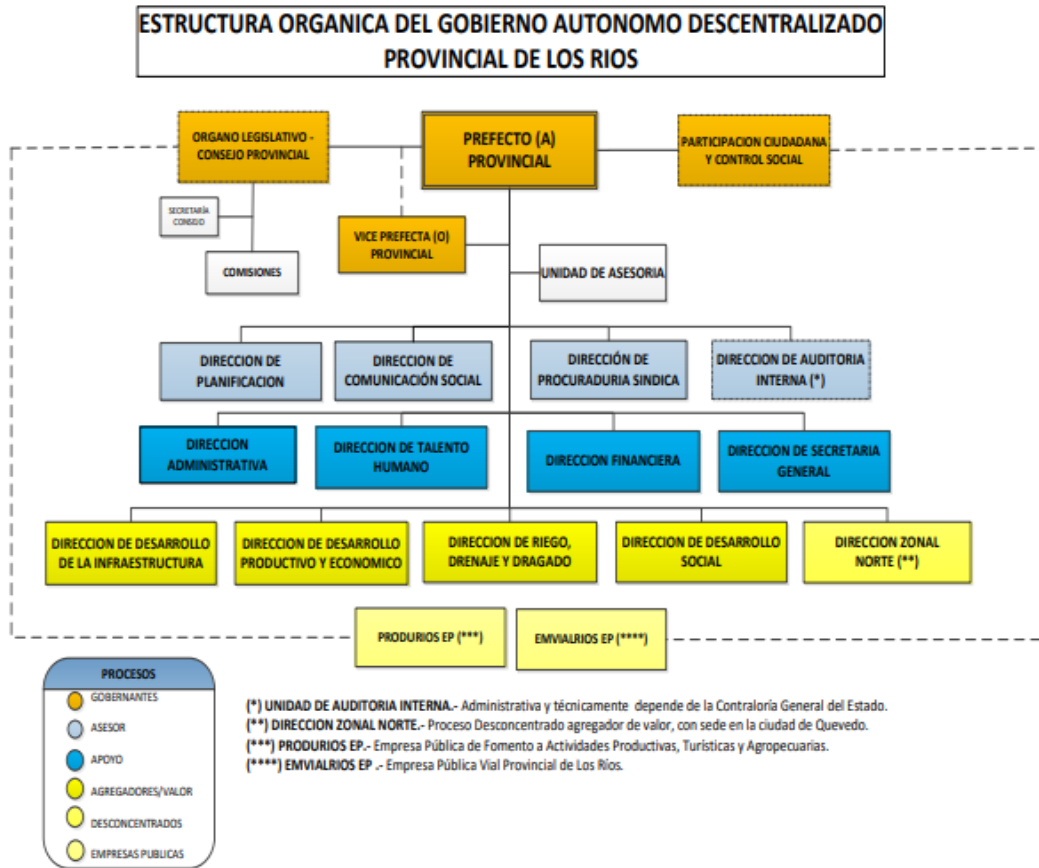 ESTRUCTURA ORGANICA DEL GOBIERNO AUTONOMO DESCENTRALIZADO
PROVINCIAL DE LOS RIOS
ORGANO LEGISLATIVO -
CONSEJO PROVINCIAL
PREFECTO (A)
PROVINCIAL
PARTICIPACION CIUDADANA
Y CONTROL SOCIAL
SECRETARÍA
CONSEJO
VICE PREFECTA (O)
PROVINCIAL
COMISIONES
UNIDAD DE ASESORIA
DIRECCION DE
PLANIFICACION
DIRECCION DE
COMUNICACIÓN SOCIAL
DIRECCIÓN DE
PROCURADURIA SINDICA
DIRECCION DE AUDITORIA
INTERNA (*)
DIRECCION
ADMINISTRATIVA
DIRECCION DE TALENTO
HUMANO
DIRECCION FINANCIERA
DIRECCION DE SECRETARIA
GENERAL
DIRECCION DE DESARROLLO
DE LA INFRAESTRUCTURA
DIRECCION DE DESARROLLO
PRODUCTIVO Y ECONOMICO
DIRECCION DE RIEGO,
DRENAJE Y DRAGADO
DIRECCION DE DESARROLLO
SOCIAL
DIRECCION ZONAL
NORTE (**)
PRODURIOS EP (***)
EMVIALRIOS EP (****)
PROCESOS
GOBERNANTES
ASESOR
APOYO
AGREGADORES/VALOR
DESCONCENTRADOS
EMPRESAS PUBLICAS
(*) UNIDAD DE AUDITORIA INTERNA.- Administrativa y técnicamente depende de la Contraloría General del Estado.
(**) DIRECCION ZONAL NORTE.- Proceso Desconcentrado agregador de valor, con sede en la ciudad de Quevedo.
(***) PRODURIOS EP.- Empresa Pública de Fomento a Actividades Productivas, Turísticas y Agropecuarias.
(****) EMVIALRIOS EP .- Empresa Pública Vial Provincial de Los Ríos.